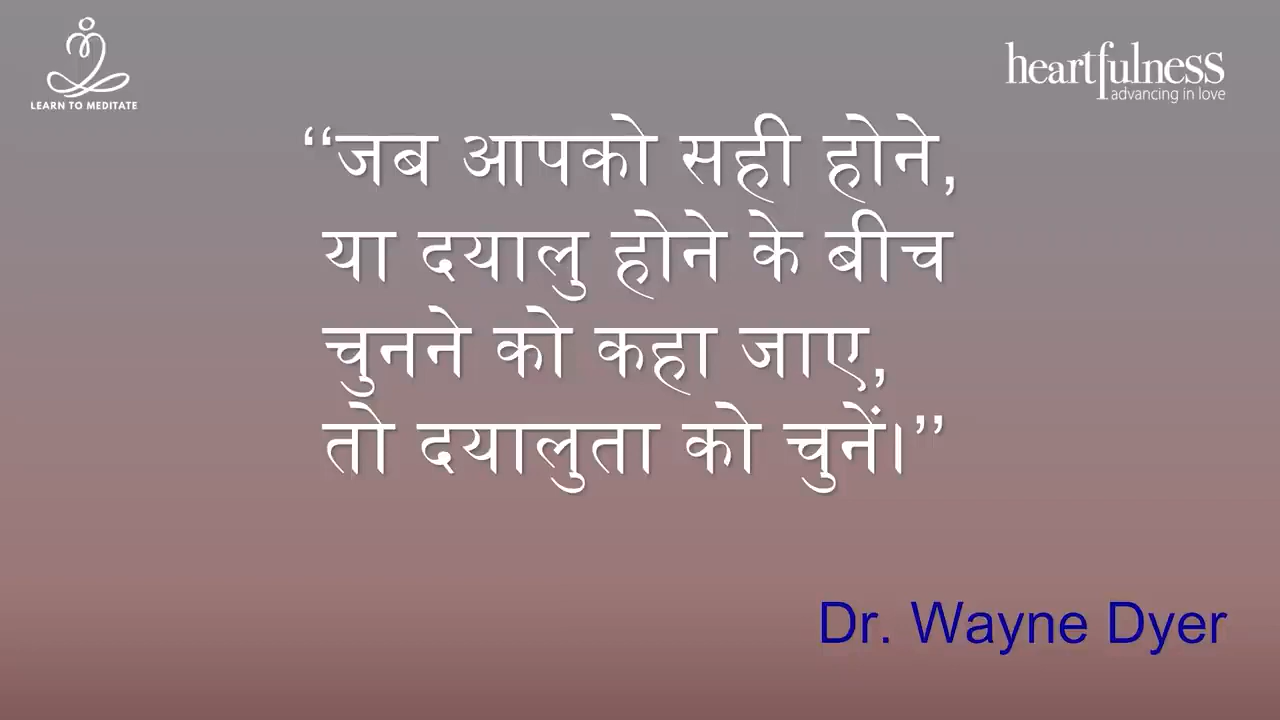 LEARN TO MEDITATE
heartfulness
advancing in love
‘‘जब आपको सही होने,
या दयालु होने के बीच
चुनने को कहा जाए,
तो दयालुता को चुनें।’’
Dr. Wayne Dyer